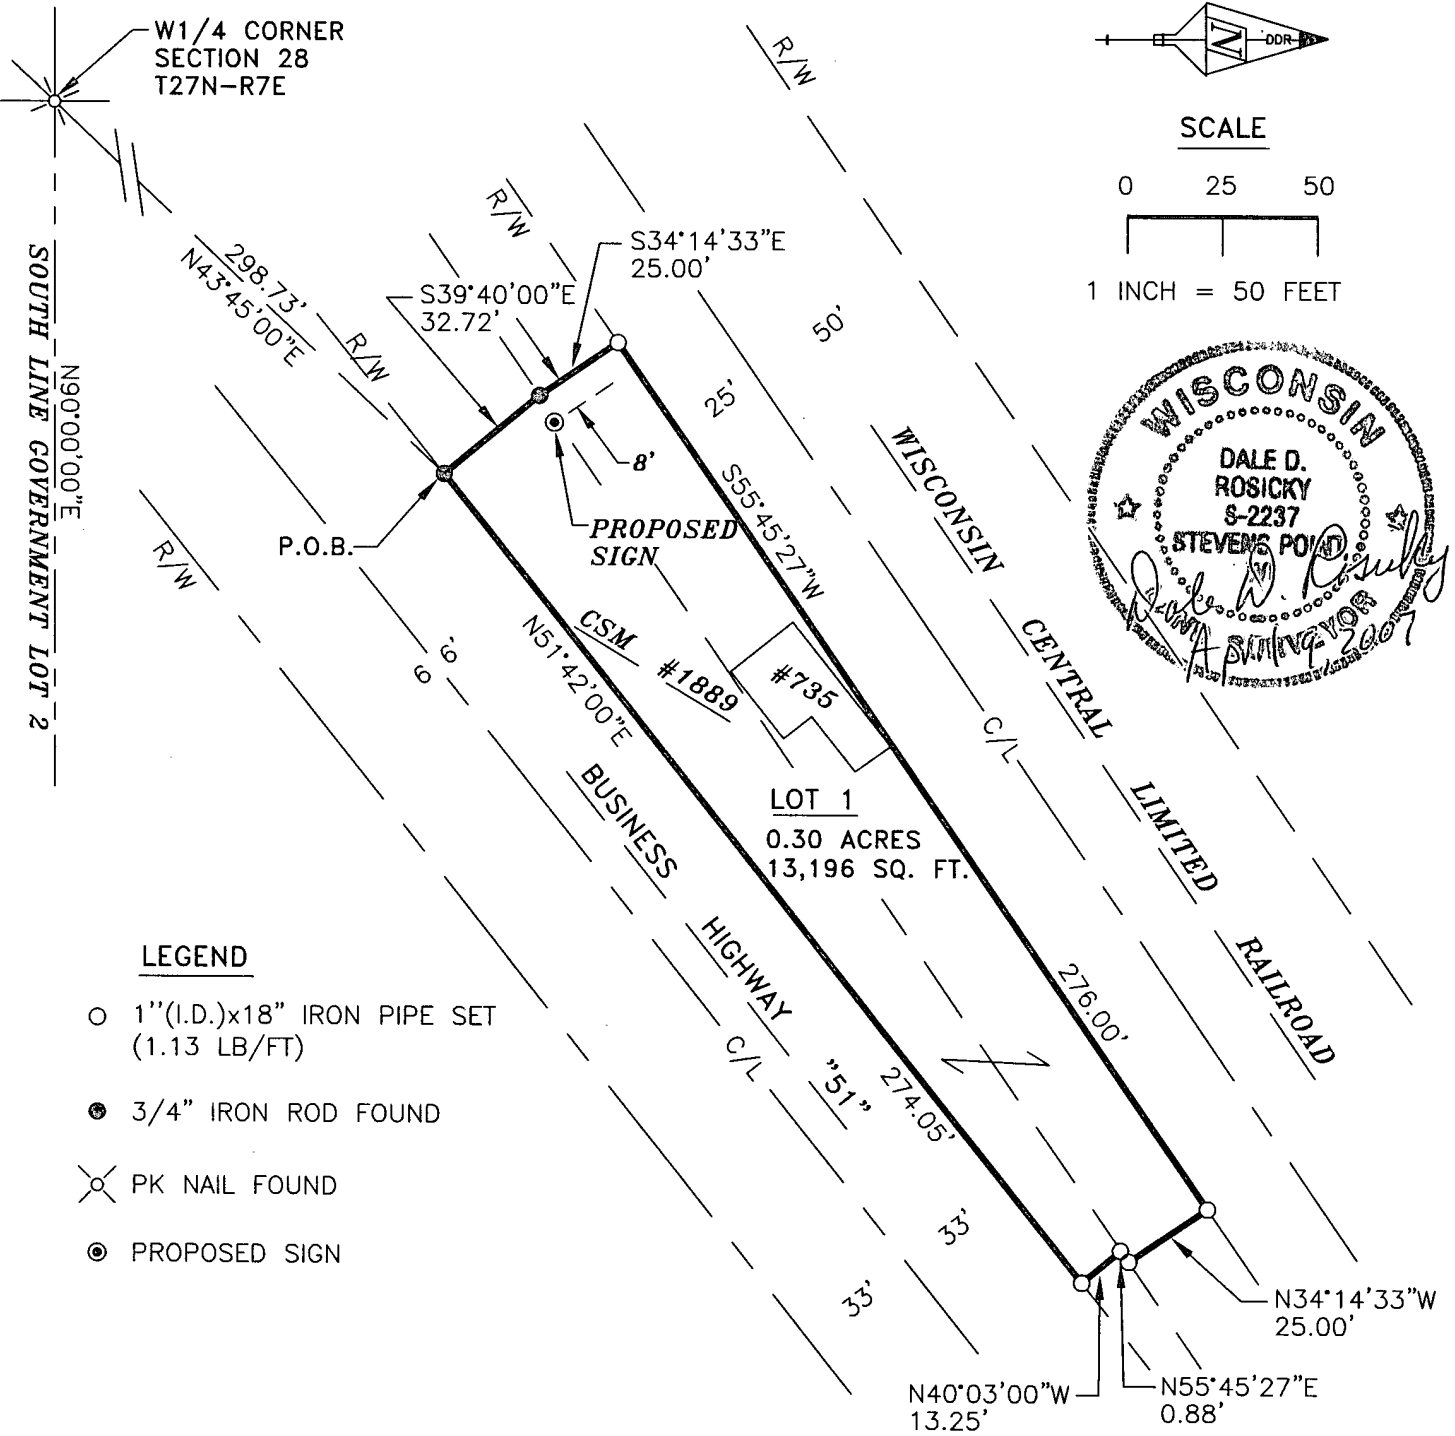 W1/4 CORNER
SECTION 28
T27N-R7E
N
DDR
SCALE
0 25 50
1 INCH = 50 FEET
R/W
R/W
S34°14'33"E
25.00'
S39°40'00"E
32.72'
298.73'
N43°45'00"E
R/W
50'
25'
SOUTH LINE GOVERNMENT LOT 2
N90°00'00"E
WISCONSIN
DALE D.
ROSICKY
S-2237
STEVENS POINT
LAND SURVEYOR
8'
P.O.B.
PROPOSED
SIGN
S55°45'27"W
WISCONSIN CENTRAL LIMITED RAILROAD
R/W
66'
N51°42'00"E
CSM #1889
#735
C/L
BUSINESS HIGHWAY "51"
LOT 1
0.30 ACRES
13,196 SQ. FT.
276.00'
C/L
274.05'
33'
33'
LEGEND
1''(I.D.)x18" IRON PIPE SET
(1.13 LB/FT)
3/4" IRON ROD FOUND
PK NAIL FOUND
PROPOSED SIGN
N34°14'33"W
25.00'
N40°03'00"W
13.25'
N55°45'27"E
0.88'